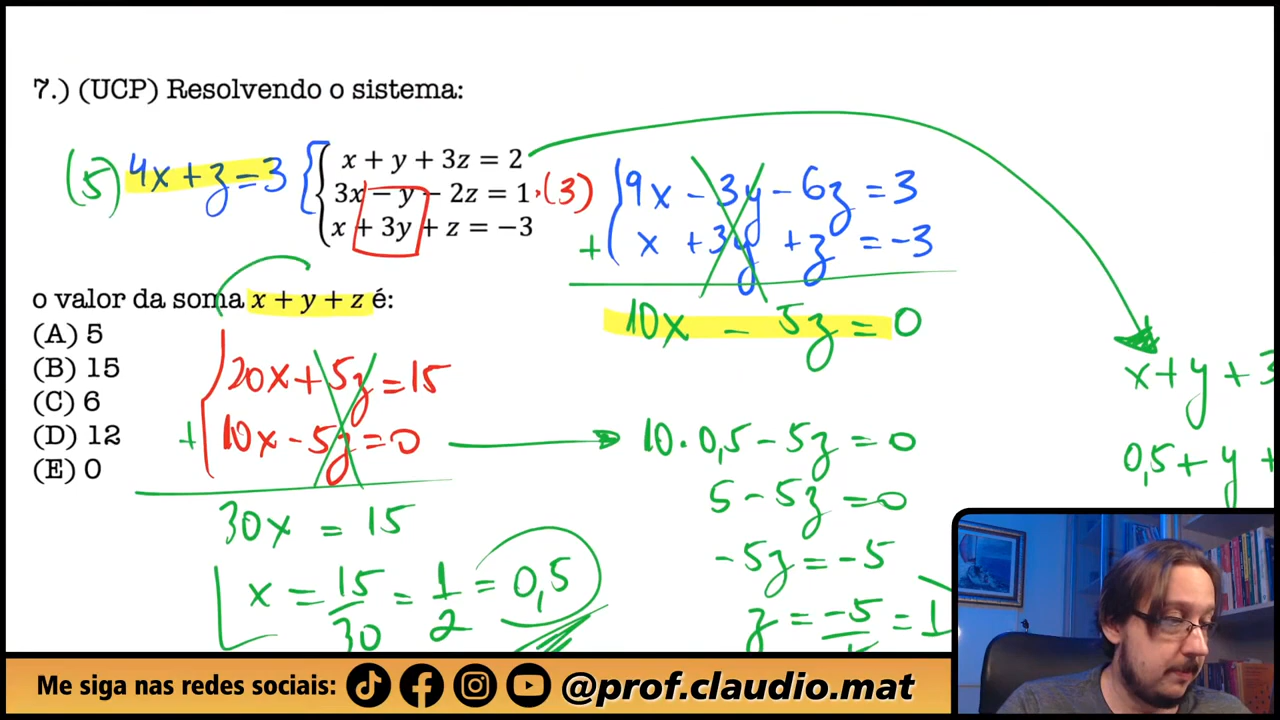 7.) (UCP) Resolvendo o sistema:
(5) 4x + z = 3
x + y + 3z = 2
3x − y − 2z = 1 · (3)
x + 3y + z = −3
9x − 3y − 6z = 3
+ x + 3y + z = −3
10x − 5z = 0
o valor da soma x + y + z é:
(A) 5
(B) 15
(C) 6
(D) 12
(E) 0
20x + 5z = 15
+ 10x − 5z = 0
30x = 15
x = 15/30 = 1/2 = 0,5
10 · 0,5 − 5z = 0
5 − 5z = 0
−5z = −5
z = −5/ = 1
x + y + 3
0,5 + y +
Me siga nas redes sociais: @prof.claudio.mat